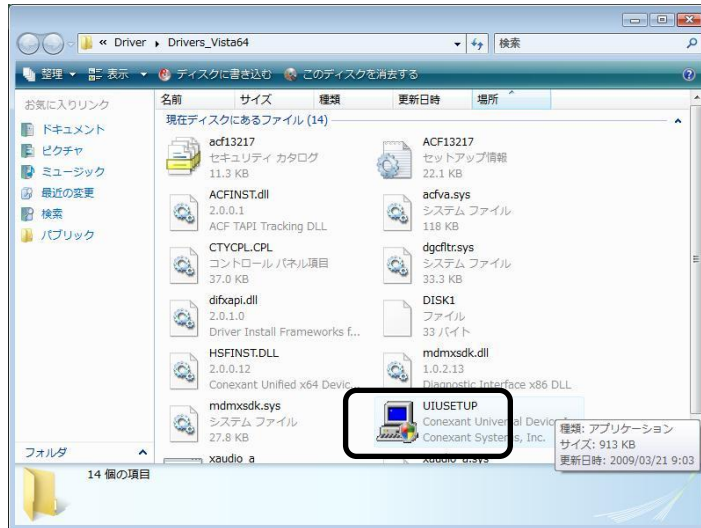 « Driver ▸ Drivers_Vista64
検索
整理
表示
ディスクに書き込む
このディスクを消去する
お気に入りリンク
ドキュメント
ピクチャ
ミュージック
最近の変更
検索
パブリック
フォルダ
名前 サイズ 種類 更新日時 場所
現在ディスクにあるファイル (14)
acf13217
セキュリティ カタログ
11.3 KB
ACF13217
セットアップ情報
22.1 KB
ACFINST.dll
2.0.0.1
ACF TAPI Tracking DLL
acfva.sys
システム ファイル
118 KB
CTYCPL.CPL
コントロール パネル項目
37.0 KB
dgcfltr.sys
システム ファイル
33.3 KB
difxapi.dll
2.0.1.0
Driver Install Frameworks f...
DISK1
ファイル
33 バイト
HSFINST.DLL
2.0.0.12
Conexant Unified x64 Devic...
mdmxsdk.dll
1.0.2.13
Diagnostic Interface x86 DLL
mdmxsdk.sys
システム ファイル
27.8 KB
UIUSETUP
Conexant Universal Device
Conexant Systems, Inc.
種類: アプリケーション
サイズ: 913 KB
更新日時: 2009/03/21 9:03
xaudio_a
xaudio_a.sys
14 個の項目